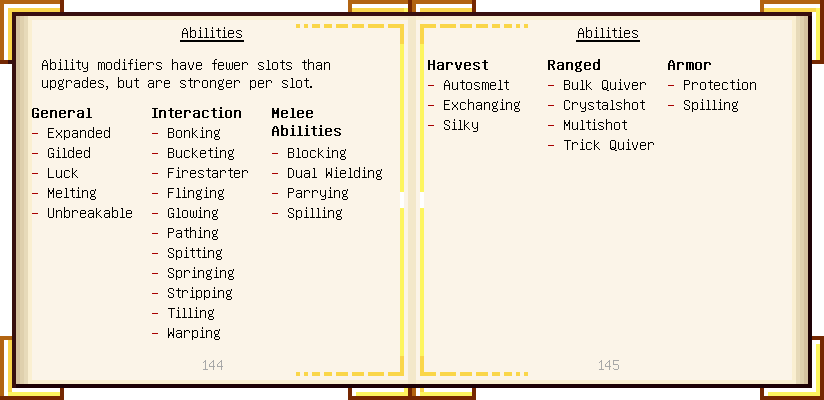 Abilities
Ability modifiers have fewer slots than
upgrades, but are stronger per slot.
General
- Expanded
- Gilded
- Luck
- Melting
- Unbreakable
Interaction
- Bonking
- Bucketing
- Firestarter
- Flinging
- Glowing
- Pathing
- Spitting
- Springing
- Stripping
- Tilling
- Warping
Melee
Abilities
- Blocking
- Dual Wielding
- Parrying
- Spilling
144
Abilities
Harvest
- Autosmelt
- Exchanging
- Silky
Ranged
- Bulk Quiver
- Crystalshot
- Multishot
- Trick Quiver
Armor
- Protection
- Spilling
145